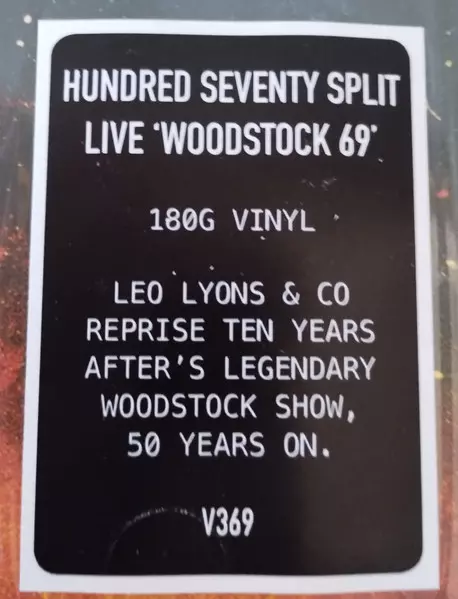 HUNDRED SEVENTY SPLIT
LIVE 'WOODSTOCK 69'
180G VINYL
LEO LYONS & CO
REPRISE TEN YEARS
AFTER'S LEGENDARY
WOODSTOCK SHOW,
50 YEARS ON.
V369